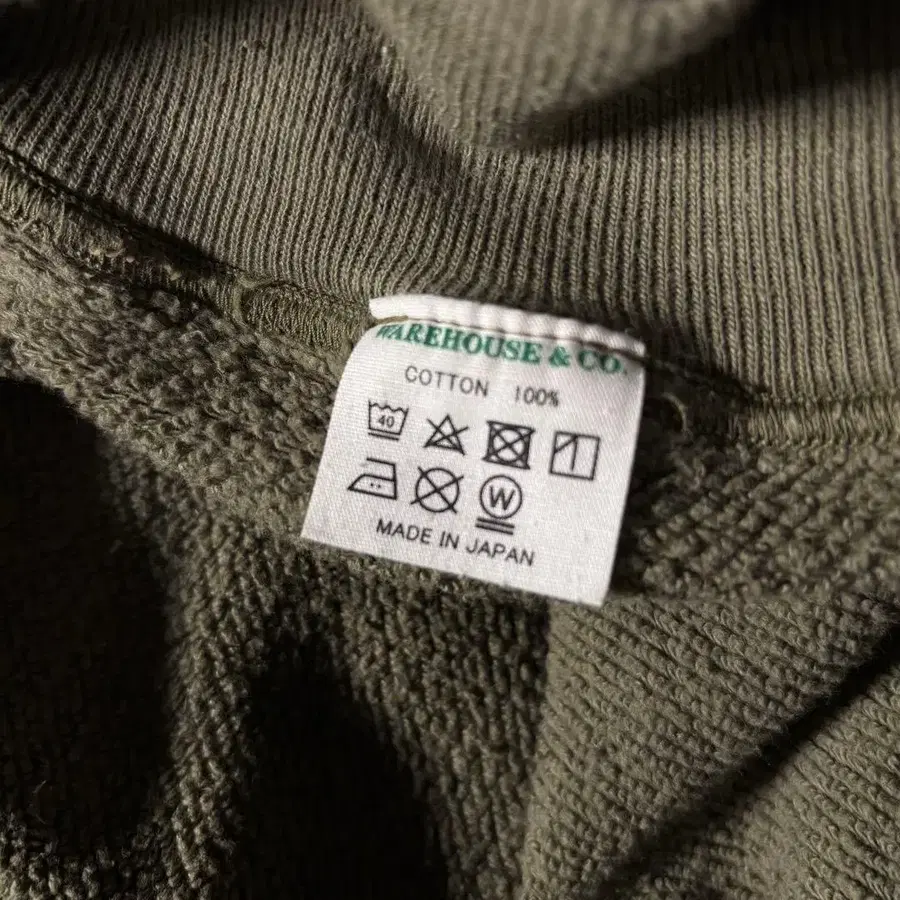 WAREHOUSE & CO.
COTTON 100%
40
W
MADE IN JAPAN